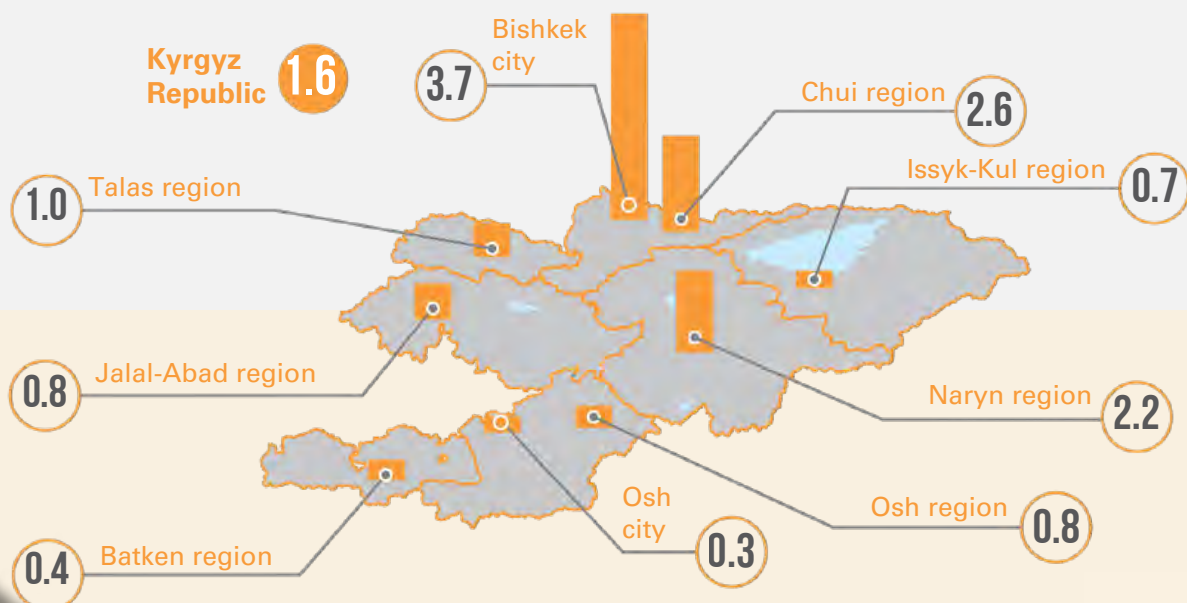 Kyrgyz
Republic
1.6
Bishkek
city
3.7
Chui region
2.6
Issyk-Kul region
0.7
Talas region
1.0
Jalal-Abad region
0.8
Naryn region
2.2
Osh region
0.8
Osh
city
0.3
Batken region
0.4